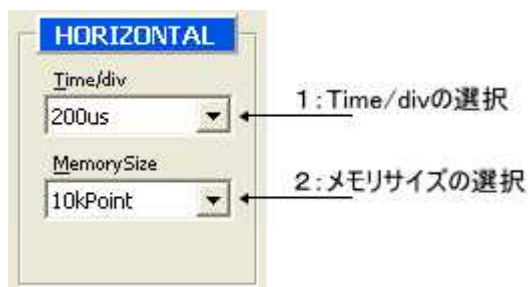 HORIZONTAL
Time/div
200us
1:Time/divの選択
MemorySize
10kPoint
2:メモリサイズの選択